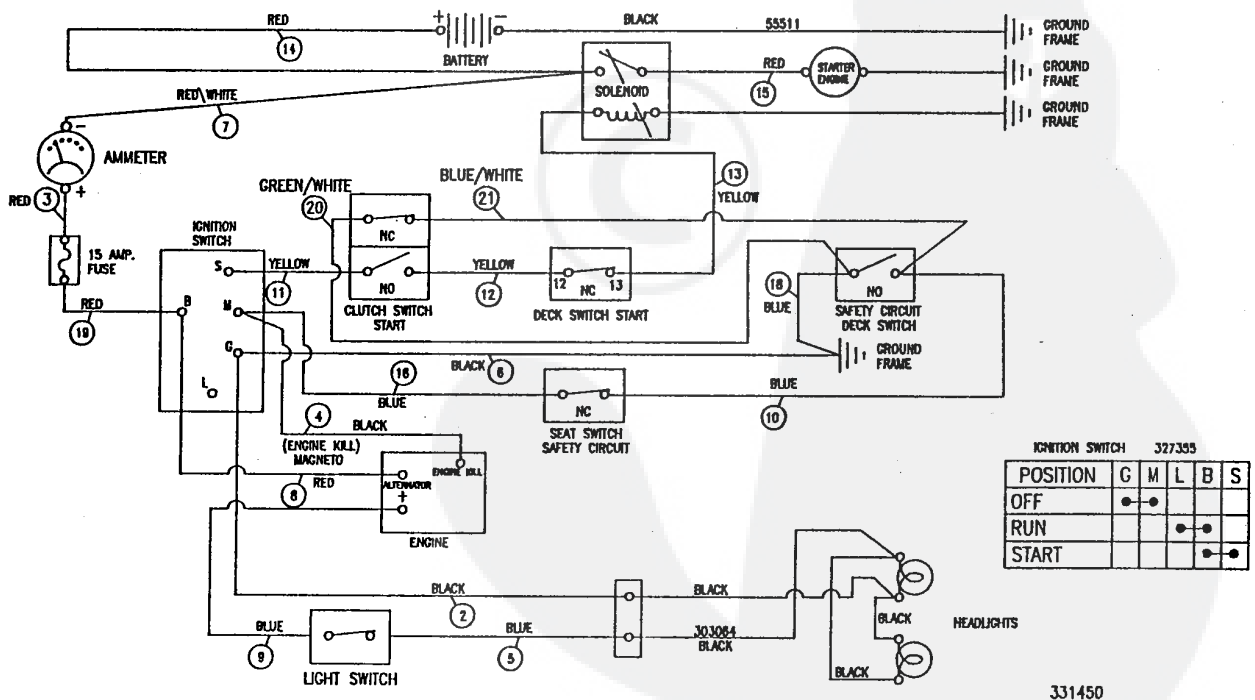 RED
14
+
−
BATTERY
BLACK
55511
GROUND
FRAME
SOLENOID
RED
15
STARTER
ENGINE
GROUND
FRAME
GROUND
FRAME
RED\WHITE
7
−
AMMETER
+
RED 3
15 AMP.
FUSE
RED
19
IGNITION
SWITCH
S
B
M
G
L
GREEN/WHITE
20
BLUE/WHITE
21
13
YELLOW
NC
NO
CLUTCH SWITCH
START
YELLOW
11
YELLOW
12
12 NC 13
DECK SWITCH START
18
BLUE
NO
SAFETY CIRCUIT
DECK SWITCH
GROUND
FRAME
BLACK 6
16
BLUE
NC
SEAT SWITCH
SAFETY CIRCUIT
BLUE
10
4
BLACK
(ENGINE KILL)
MAGNETO
8 RED
ENGINE KILL
ALTERNATOR
+
ENGINE
IGNITION SWITCH 327355
POSITION G M L B S
OFF
RUN
START
BLACK
2
BLACK
BLUE
9
LIGHT SWITCH
BLUE
5
303064
BLACK
BLACK
BLACK
HEADLIGHTS
331450